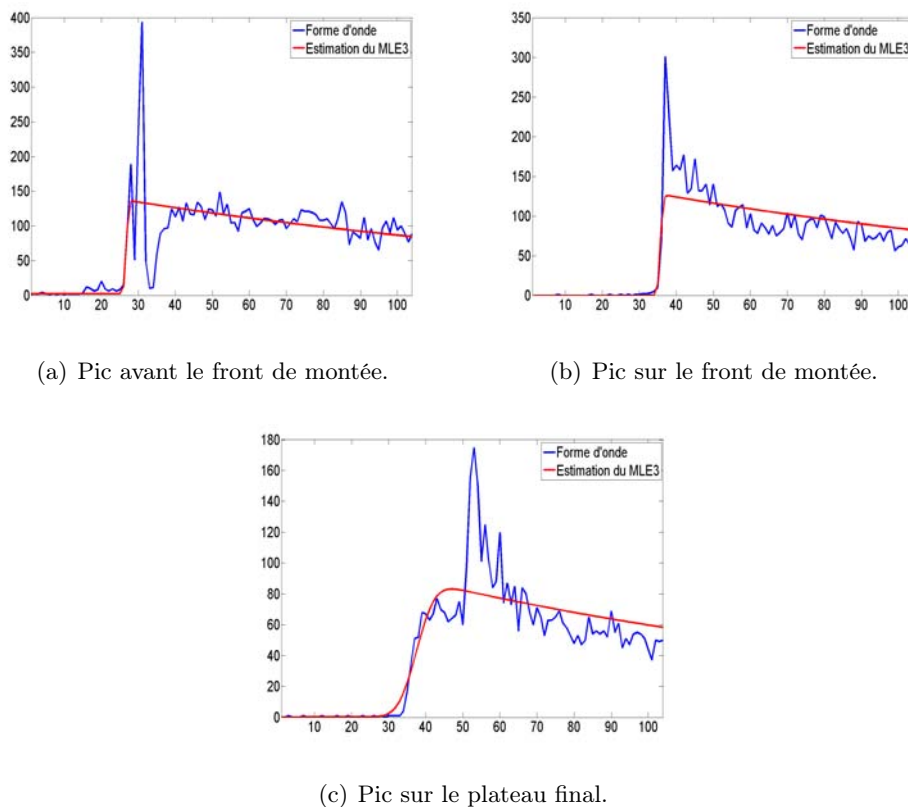 400
350
300
250
200
150
100
50
0
10 20 30 40 50 60 70 80 90 100
Forme d'onde
Estimation du MLE3
(a) Pic avant le front de montée.
350
300
250
200
150
100
50
0
10 20 30 40 50 60 70 80 90 100
Forme d'onde
Estimation du MLE3
(b) Pic sur le front de montée.
180
160
140
120
100
80
60
40
20
0
10 20 30 40 50 60 70 80 90 100
Forme d'onde
Estimation du MLE3
(c) Pic sur le plateau final.